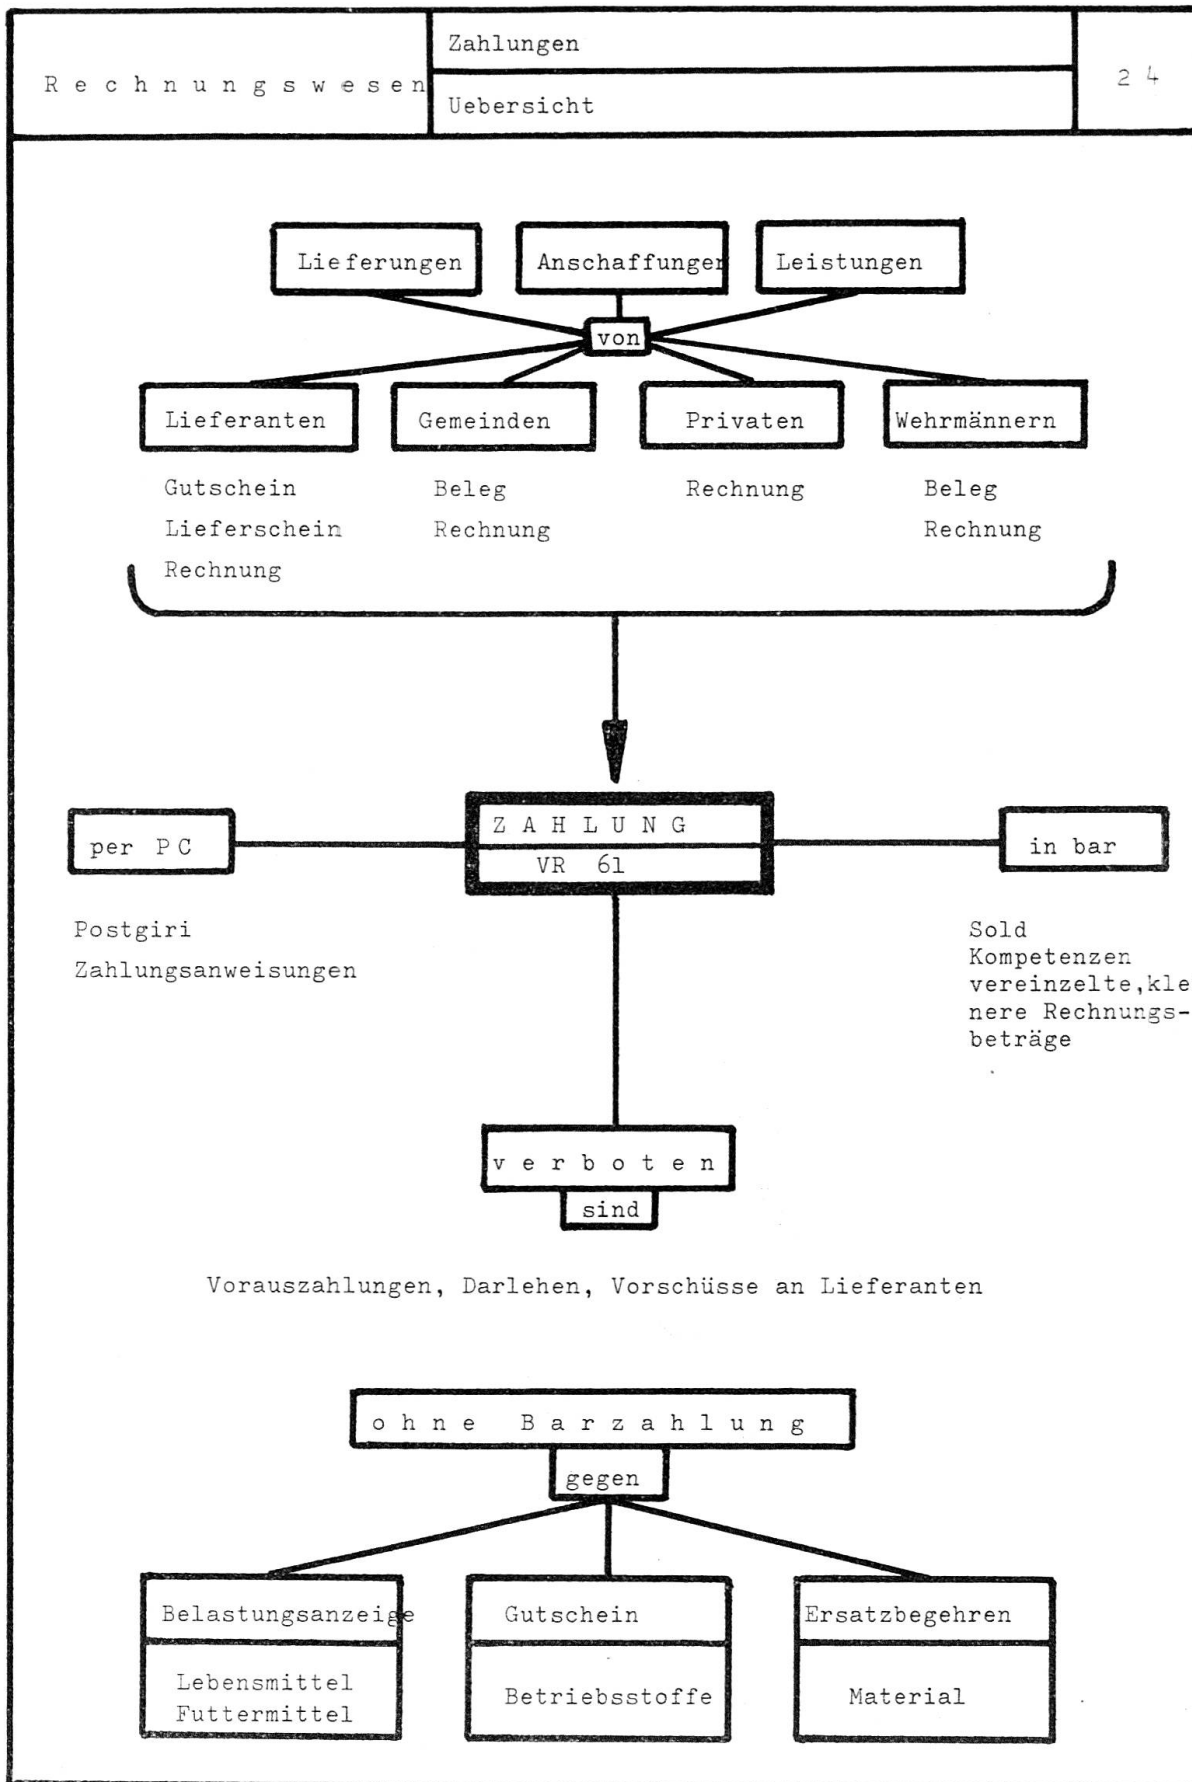 Rechnungswesen
Zahlungen
Uebersicht
24
Lieferungen
Anschaffungen
Leistungen
von
Lieferanten
Gemeinden
Privaten
Wehrmännern
Gutschein
Lieferschein
Rechnung
Beleg
Rechnung
Rechnung
Beleg
Rechnung
per PC
ZAHLUNG
VR 61
in bar
Postgiri
Zahlungsanweisungen
Sold
Kompetenzen
vereinzelte,kle
nere Rechnungs-
beträge
verboten
sind
Vorauszahlungen, Darlehen, Vorschüsse an Lieferanten
ohne Barzahlung
gegen
Belastungsanzeige
Lebensmittel
Futtermittel
Gutschein
Betriebsstoffe
Ersatzbegehren
Material